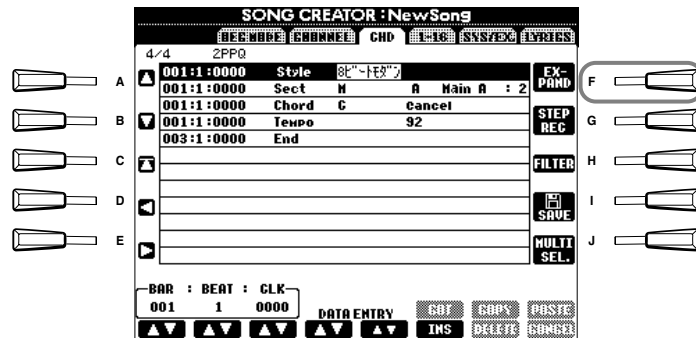 SONG CREATOR : NewSong
REC MODE CHANNEL CHD 1-16 SYS/EX. LYRICS
4/4 2PPQ
A 001:1:0000 Style 8ビートモダン EX-PAND F
001:1:0000 Sect M A Main A : 2
001:1:0000 Chord C Cancel
B 001:1:0000 Tempo 92 STEP REC G
003:1:0000 End
C FILTER H
D SAVE I
E MULTI SEL. J
BAR : BEAT : CLK
001 1 0000 DATA ENTRY CUT COPY PASTE
INS DELETE CANCEL